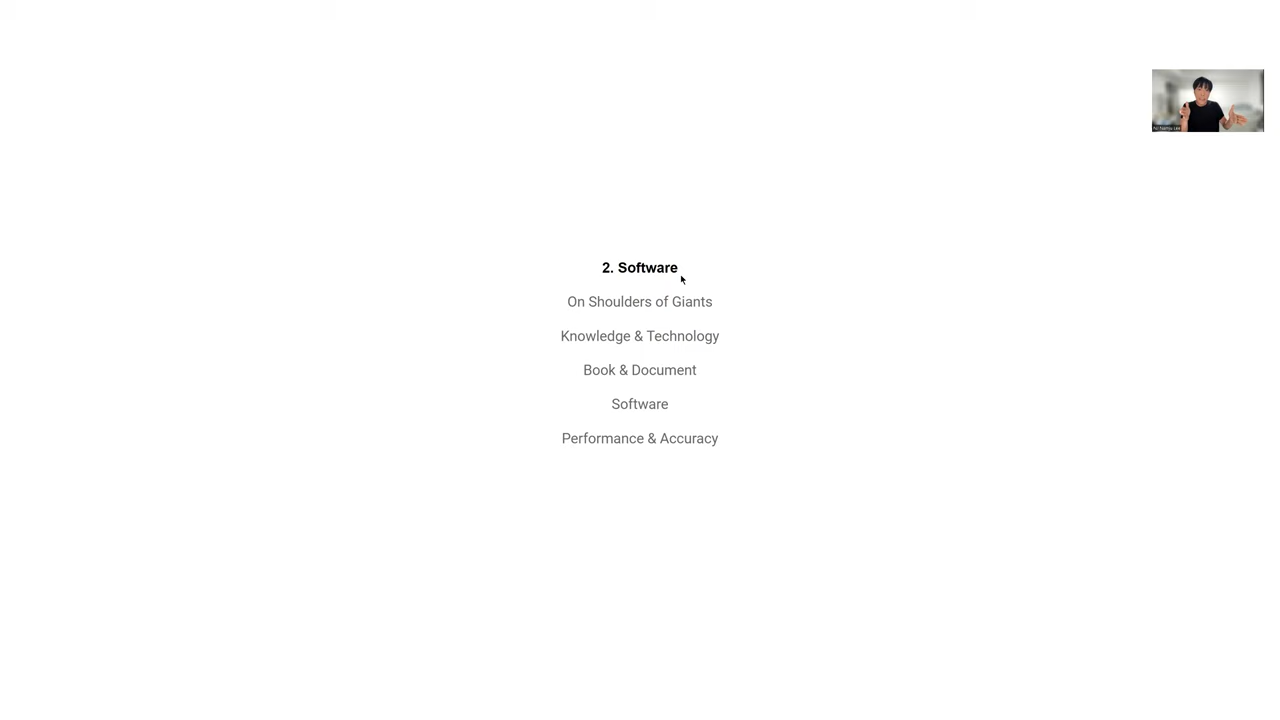 2. Software
On Shoulders of Giants
Knowledge & Technology
Book & Document
Software
Performance & Accuracy